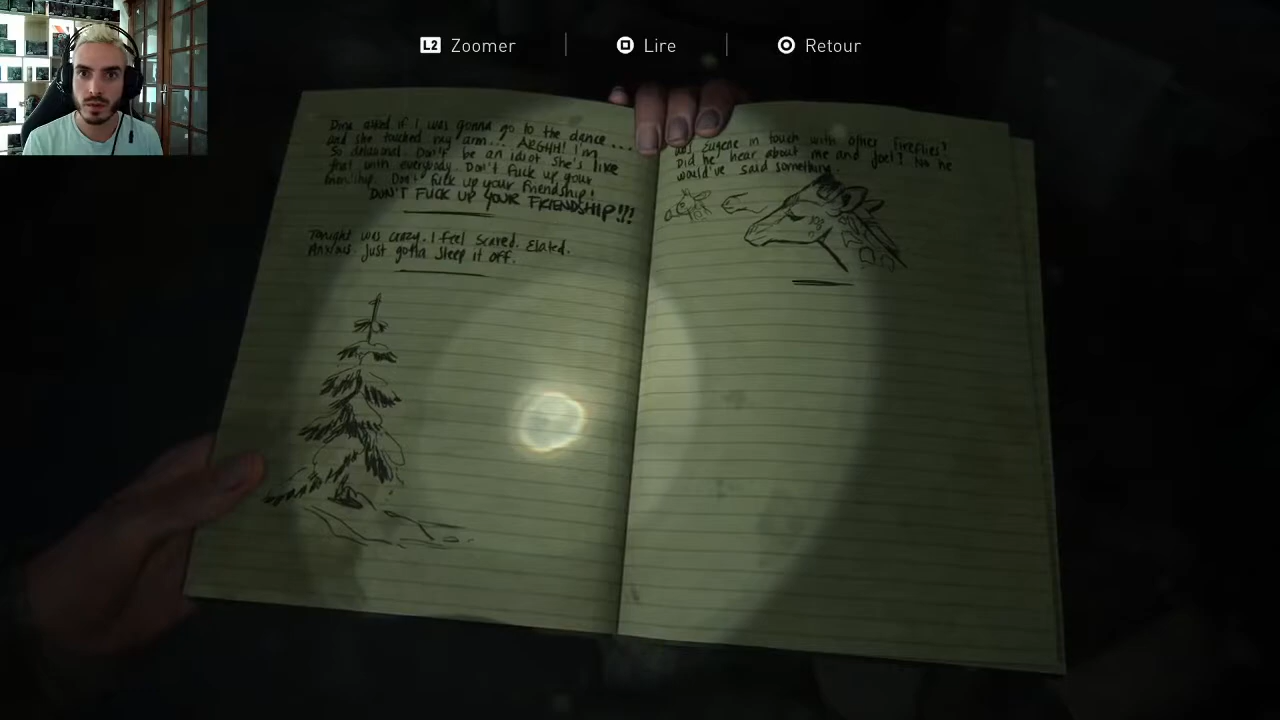 L2 Zoomer
Lire
Retour
Dina asked if I was gonna go to the dance...
and she touched my arm... ARGHH! I'm
so delusional. Don't be an idiot she's like
that with everybody. Don't fuck up your
friendship. Don't fuck up your friendship!
DON'T FUCK UP YOUR FRIENDSHIP!!!
Tonight was crazy. I feel scared. Elated.
Anxious. Just gotta sleep it off.
Was Eugene in touch with other Fireflies?
Did he hear about me and Joel? No he
would've said something.